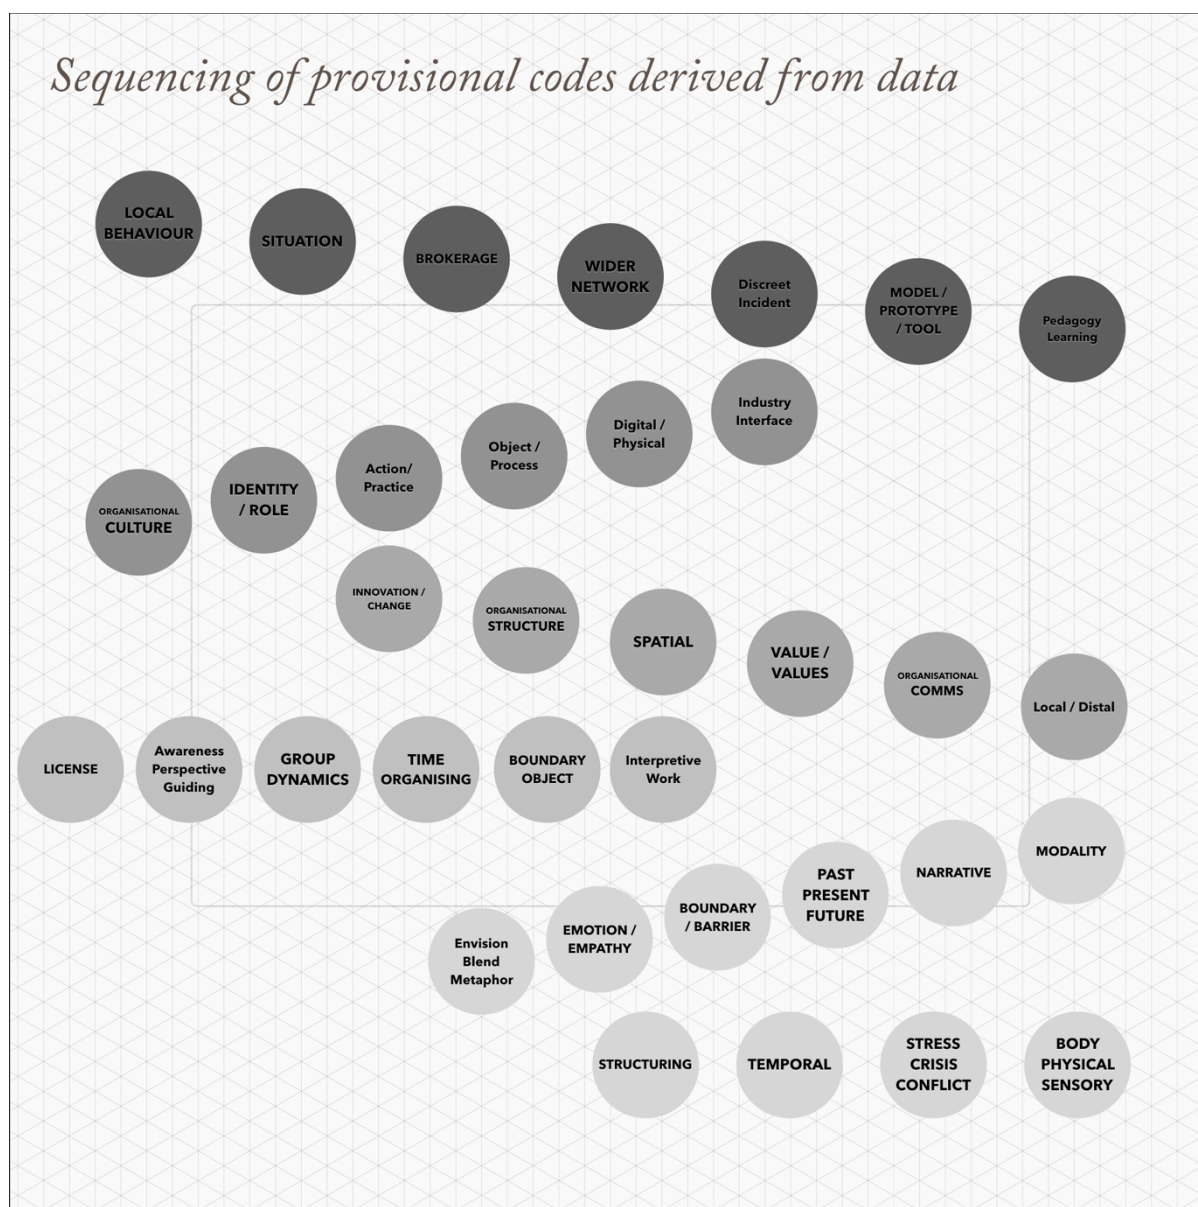 Sequencing of provisional codes derived from data
LOCAL
BEHAVIOUR
SITUATION
BROKERAGE
WIDER
NETWORK
Discreet
Incident
MODEL /
PROTOTYPE
/ TOOL
Pedagogy
Learning
ORGANISATIONAL
CULTURE
IDENTITY
/ ROLE
Action/
Practice
Object /
Process
Digital /
Physical
Industry
Interface
INNOVATION /
CHANGE
ORGANISATIONAL
STRUCTURE
SPATIAL
VALUE /
VALUES
ORGANISATIONAL
COMMS
Local / Distal
LICENSE
Awareness
Perspective
Guiding
GROUP
DYNAMICS
TIME
ORGANISING
BOUNDARY
OBJECT
Interpretive
Work
Envision
Blend
Metaphor
EMOTION /
EMPATHY
BOUNDARY
/ BARRIER
PAST
PRESENT
FUTURE
NARRATIVE
MODALITY
STRUCTURING
TEMPORAL
STRESS
CRISIS
CONFLICT
BODY
PHYSICAL
SENSORY